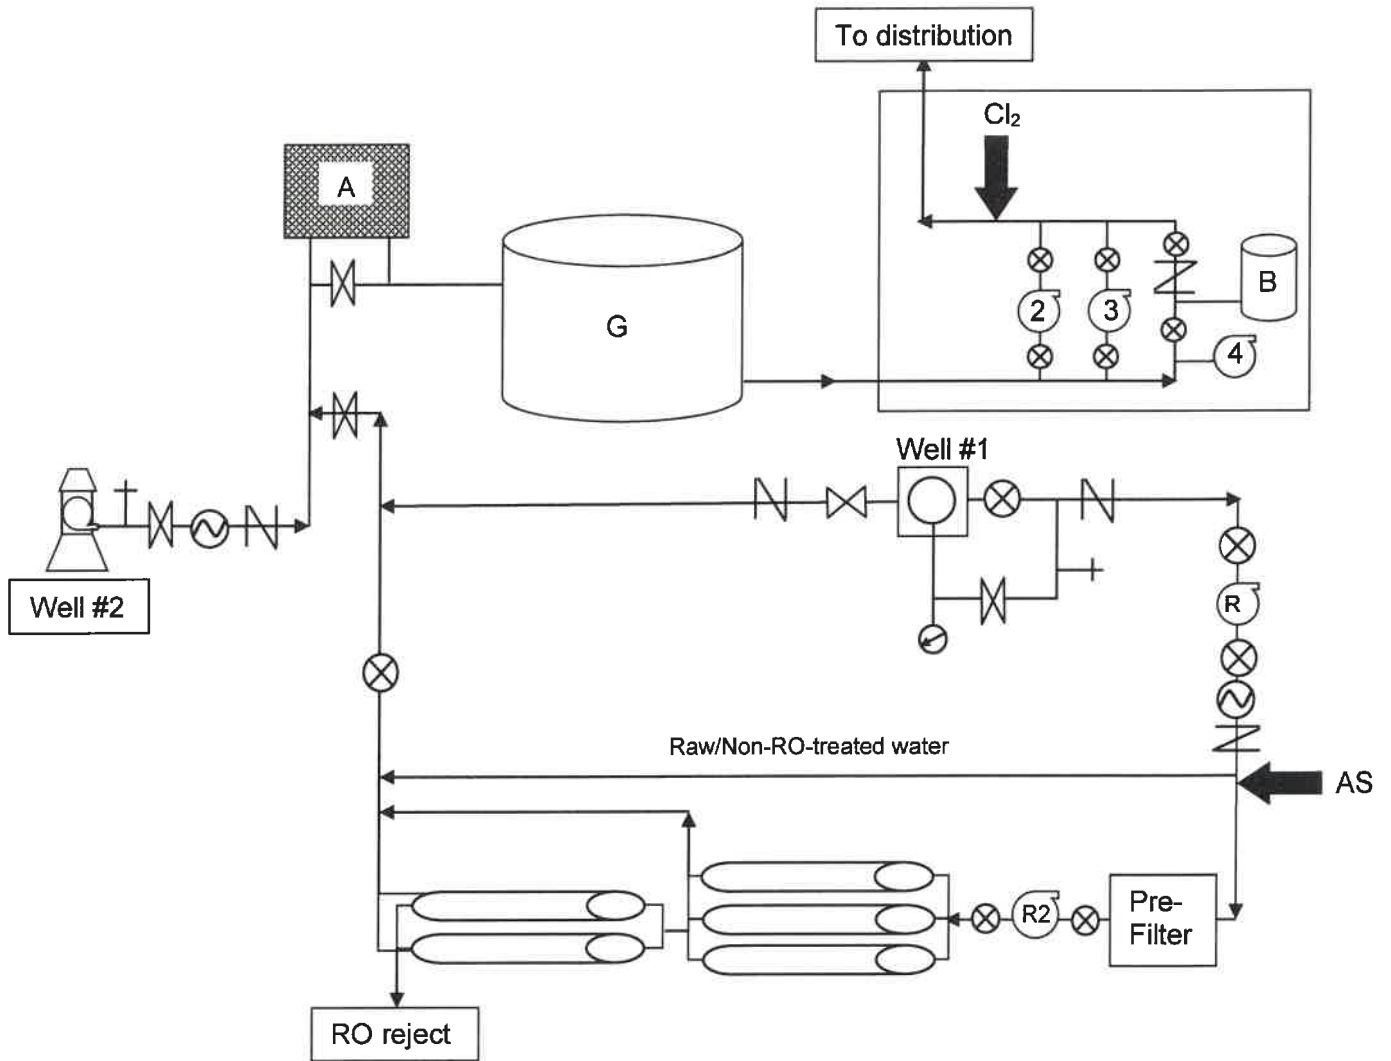 To distribution
Cl₂
A
B
G
2
3
4
Well #1
Well #2
R
Raw/Non-RO-treated water
AS
R2
Pre-
Filter
RO reject